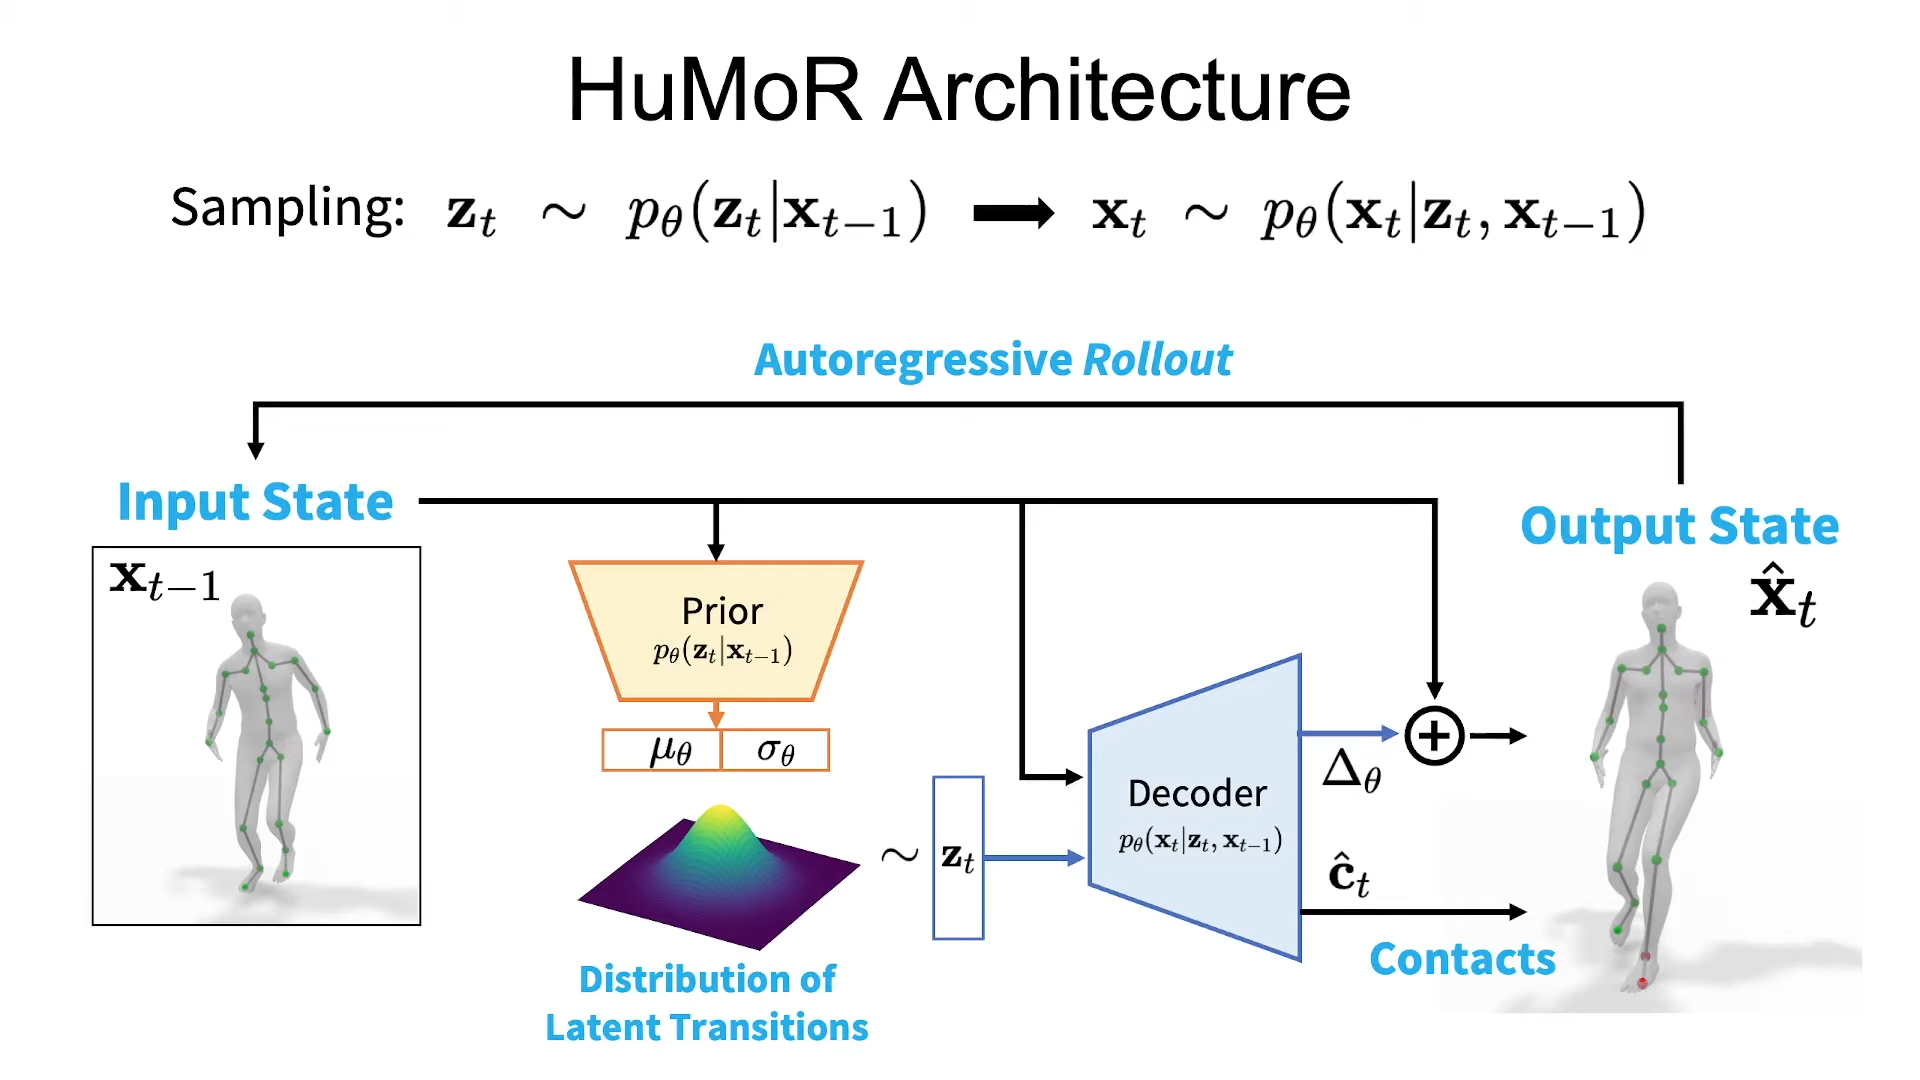 HuMoR Architecture
Sampling: z_t ~ p_θ(z_t|x_{t−1}) ➡ x_t ~ p_θ(x_t|z_t, x_{t−1})
Autoregressive Rollout
Input State
Output State
x_{t−1}
x̂_t
Prior
p_θ(z_t|x_{t−1})
μ_θ σ_θ
Δ_θ
Decoder
p_θ(x_t|z_t, x_{t−1})
~ z_t
ĉ_t
Contacts
Distribution of
Latent Transitions